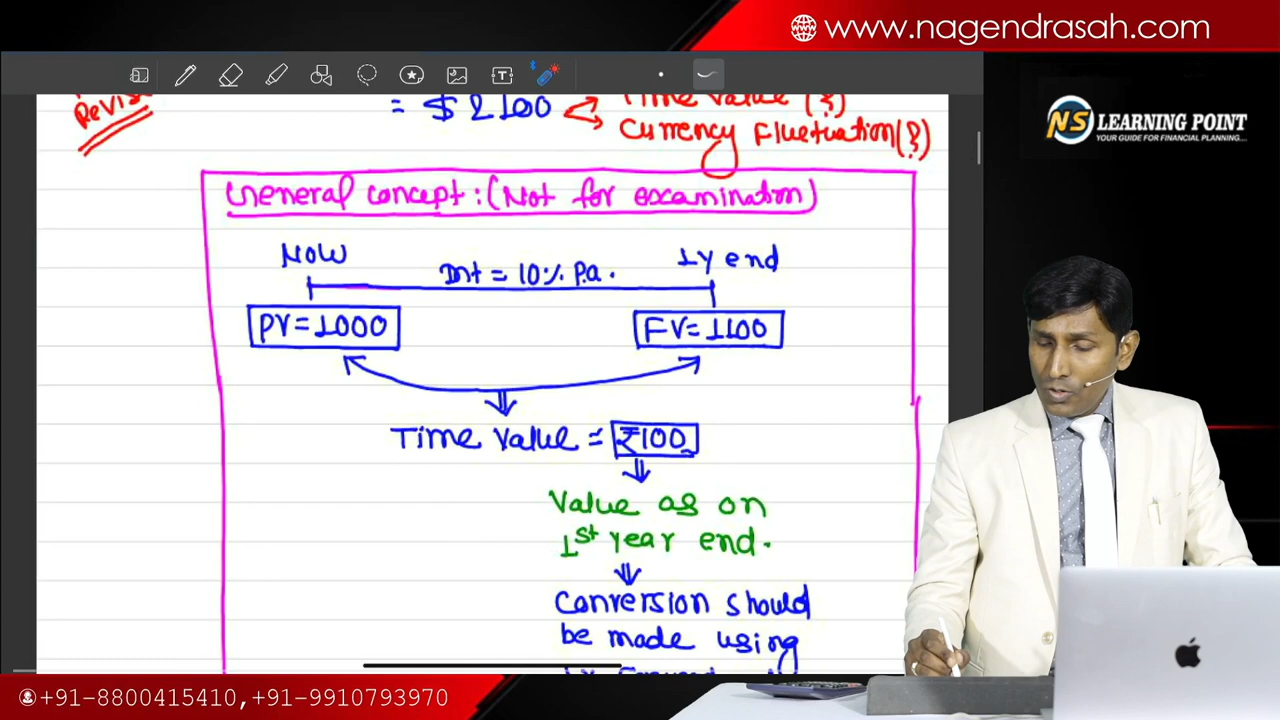 www.nagendrasah.com
NS LEARNING POINT
YOUR GUIDE FOR FINANCIAL PLANNING....
Revise
= $ 2100
Time value (?)
Currency Fluctuation(?)
General concept: (Not for examination)
Now
Int = 10% P.a.
1y end
PV = 1000
FV = 1100
Time value = ₹100
Value as on
1st year end.
Conversion should
be made using
+91-8800415410,+91-9910793970